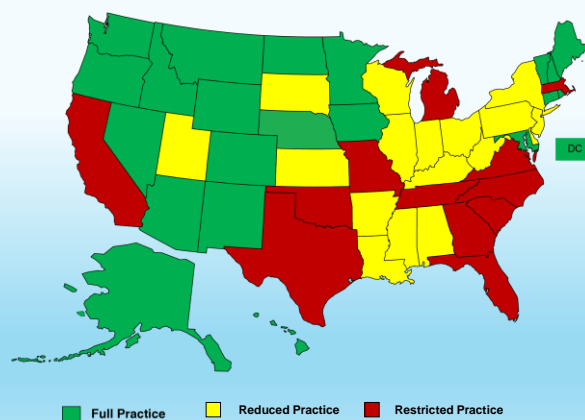 DC
Full Practice
Reduced Practice
Restricted Practice